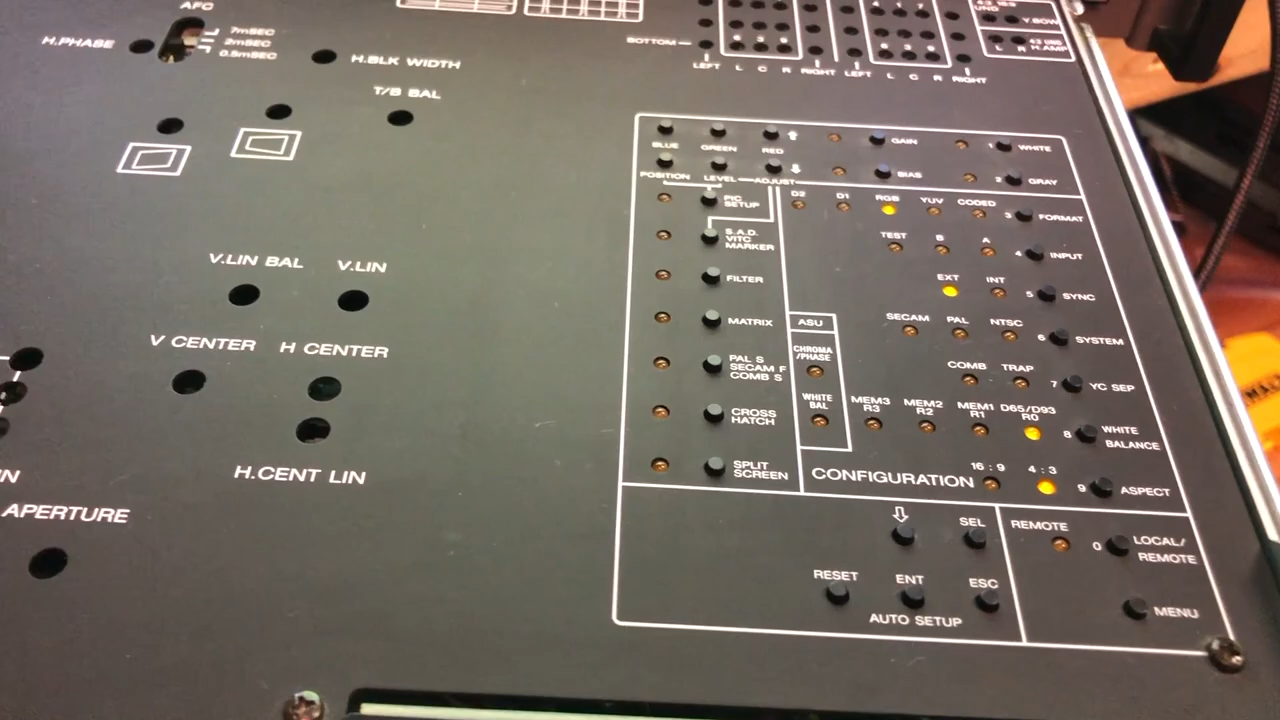 AFC
H.PHASE
7mSEC
2mSEC
0.5mSEC
H.BLK WIDTH
T/B BAL
V.LIN BAL
V.LIN
V CENTER
H CENTER
H.CENT LIN
APERTURE
BOTTOM
LEFT
L C R
RIGHT
LEFT
L C R
RIGHT
Y.BOW
L R
H.AMP
BLUE
GREEN
RED
POSITION
LEVEL
ADJUST
GAIN
BIAS
1 WHITE
2 GRAY
PIC
SETUP
S.A.D.
VITC
MARKER
FILTER
MATRIX
PAL S
SECAM F
COMB S
CROSS
HATCH
SPLIT
SCREEN
D2
D1
RGB
YUV
CODED
3 FORMAT
TEST
B
A
4 INPUT
EXT
INT
5 SYNC
SECAM
PAL
NTSC
6 SYSTEM
COMB
TRAP
7 YC SEP
ASU
CHROMA
/PHASE
WHITE
BAL
MEM3
R3
MEM2
R2
MEM1
R1
D65/D93
R0
8 WHITE
BALANCE
CONFIGURATION
16 : 9
4 : 3
9 ASPECT
SEL
RESET
ENT
ESC
AUTO SETUP
REMOTE
0 LOCAL/
REMOTE
MENU